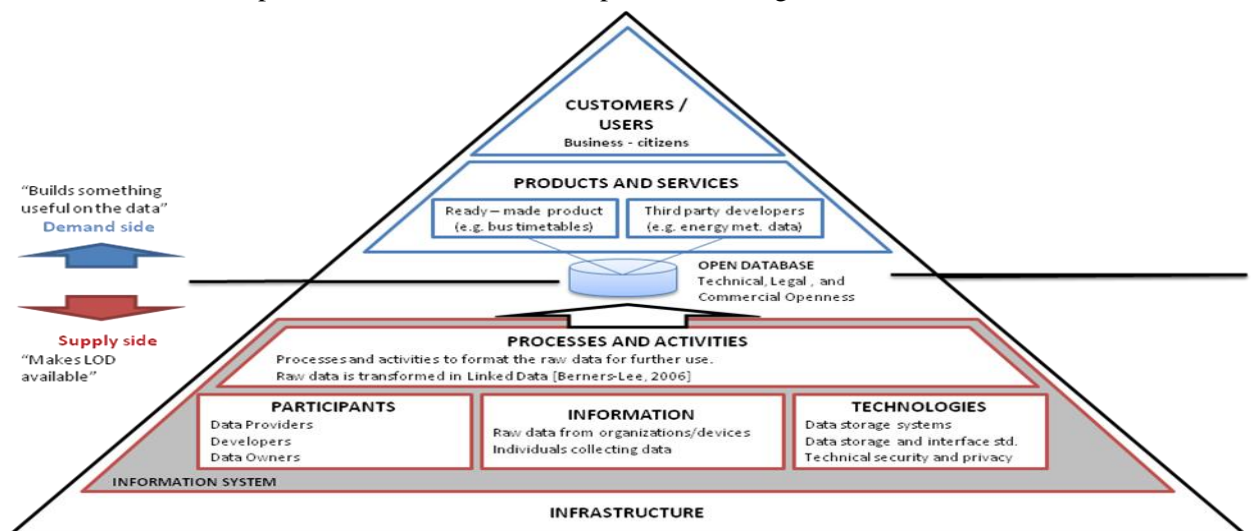 CUSTOMERS /
USERS
Business - citizens
PRODUCTS AND SERVICES
Ready – made product
(e.g. bus timetables)
Third party developers
(e.g. energy met. data)
"Builds something
useful on the data"
Demand side
OPEN DATABASE
Technical, Legal , and
Commercial Openness
Supply side
"Makes LOD
available"
PROCESSES AND ACTIVITIES
Processes and activities to format the raw data for further use.
Raw data is transformed in Linked Data [Berners-Lee, 2006]
PARTICIPANTS
Data Providers
Developers
Data Owners
INFORMATION
Raw data from organizations/devices
Individuals collecting data
TECHNOLOGIES
Data storage systems
Data storage and interface std.
Technical security and privacy
INFORMATION SYSTEM
INFRASTRUCTURE